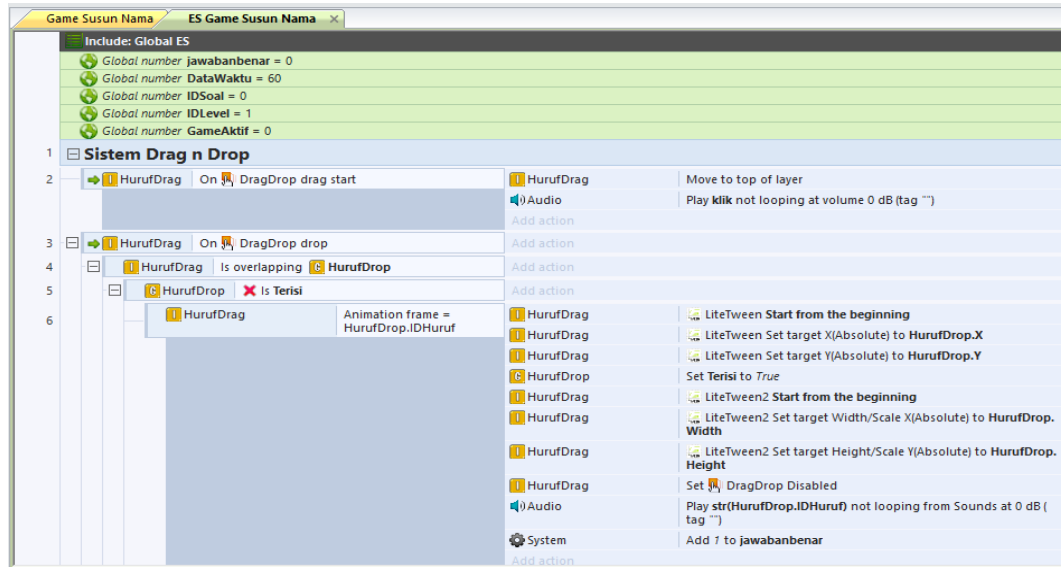 Game Susun Nama ES Game Susun Nama ×
Include: Global ES
Global number jawabanbenar = 0
Global number DataWaktu = 60
Global number IDSoal = 0
Global number IDLevel = 1
Global number GameAktif = 0
1 Sistem Drag n Drop
2 HurufDrag On DragDrop drag start HurufDrag Move to top of layer
Audio Play klik not looping at volume 0 dB (tag "")
Add action
3 HurufDrag On DragDrop drop Add action
4 HurufDrag Is overlapping HurufDrop Add action
5 HurufDrop Is Terisi Add action
6 HurufDrag Animation frame = HurufDrag LiteTween Start from the beginning
HurufDrop.IDHuruf
HurufDrag LiteTween Set target X(Absolute) to HurufDrop.X
HurufDrag LiteTween Set target Y(Absolute) to HurufDrop.Y
HurufDrop Set Terisi to True
HurufDrag LiteTween2 Start from the beginning
HurufDrag LiteTween2 Set target Width/Scale X(Absolute) to HurufDrop.
Width
HurufDrag LiteTween2 Set target Height/Scale Y(Absolute) to HurufDrop.
Height
HurufDrag Set DragDrop Disabled
Audio Play str(HurufDrop.IDHuruf) not looping from Sounds at 0 dB (
tag "")
System Add 1 to jawabanbenar
Add action